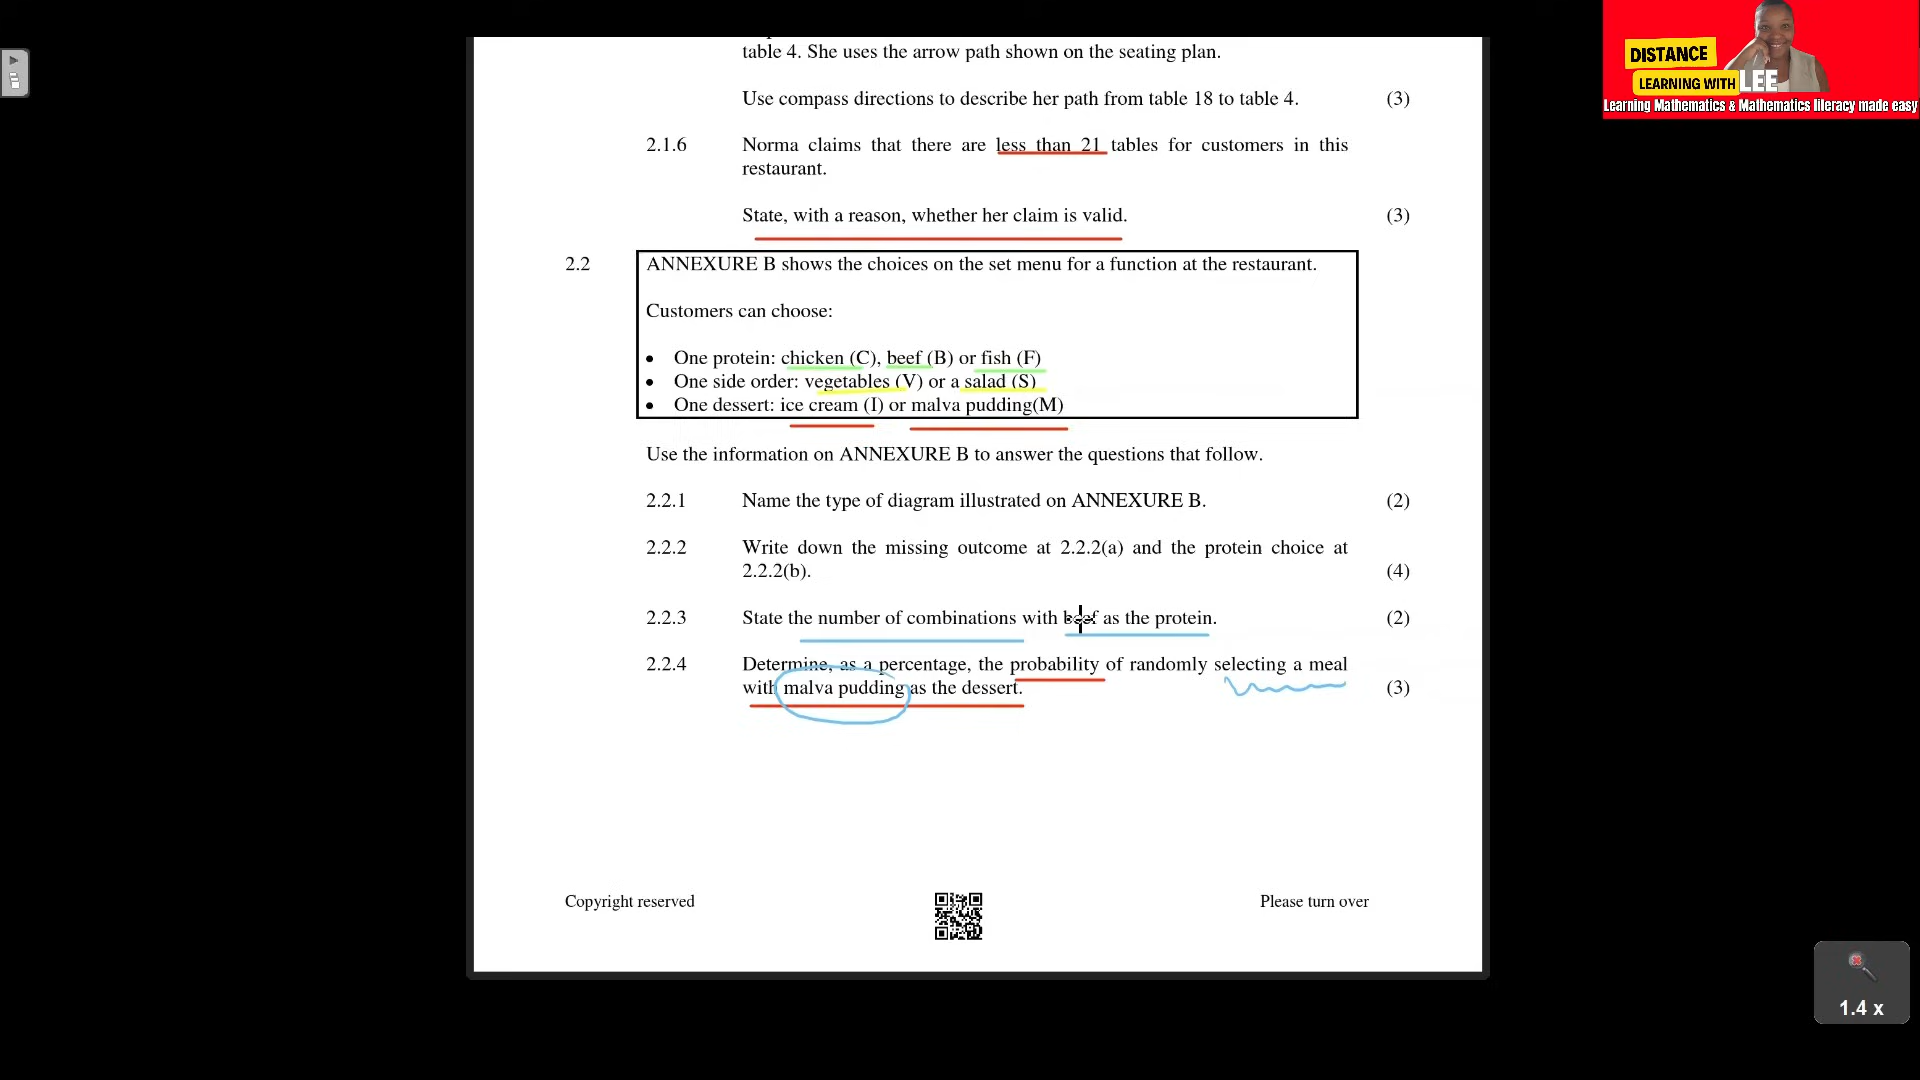 DISTANCE
LEARNING WITH LEE
Learning Mathematics & Mathematics literacy made easy
table 4. She uses the arrow path shown on the seating plan.
Use compass directions to describe her path from table 18 to table 4. (3)
2.1.6 Norma claims that there are less than 21 tables for customers in this
restaurant.
State, with a reason, whether her claim is valid. (3)
2.2 ANNEXURE B shows the choices on the set menu for a function at the restaurant.
Customers can choose:
• One protein: chicken (C), beef (B) or fish (F)
• One side order: vegetables (V) or a salad (S)
• One dessert: ice cream (I) or malva pudding(M)
Use the information on ANNEXURE B to answer the questions that follow.
2.2.1 Name the type of diagram illustrated on ANNEXURE B. (2)
2.2.2 Write down the missing outcome at 2.2.2(a) and the protein choice at
2.2.2(b). (4)
2.2.3 State the number of combinations with beef as the protein. (2)
2.2.4 Determine, as a percentage, the probability of randomly selecting a meal
with malva pudding as the dessert. (3)
Copyright reserved Please turn over
1.4 x